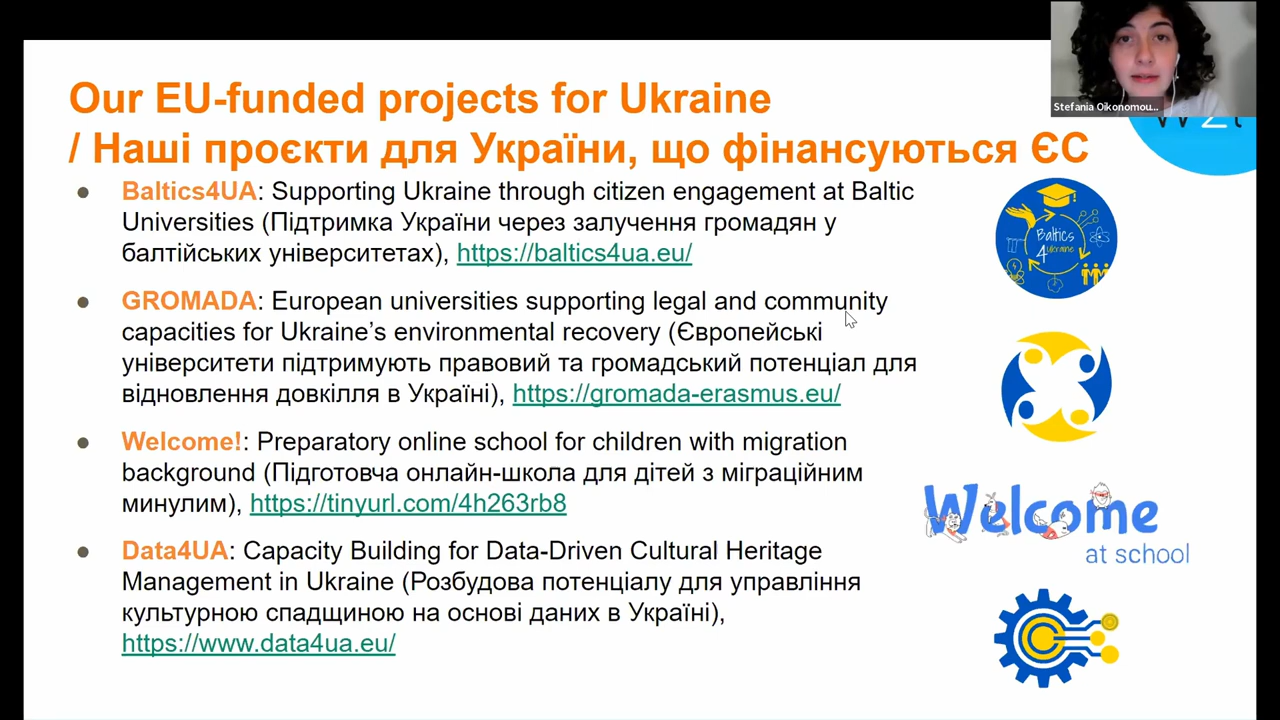 Our EU-funded projects for Ukraine
/ Наші проєкти для України, що фінансуються ЄС
Stefania Oikonomou...
W2L
● Baltics4UA: Supporting Ukraine through citizen engagement at Baltic
Universities (Підтримка України через залучення громадян у
балтійських університетах), https://baltics4ua.eu/
Baltics
4
Ukraine
● GROMADA: European universities supporting legal and community
capacities for Ukraine’s environmental recovery (Європейські
університети підтримують правовий та громадський потенціал для
відновлення довкілля в Україні), https://gromada-erasmus.eu/
● Welcome!: Preparatory online school for children with migration
background (Підготовча онлайн-школа для дітей з міграційним
минулим), https://tinyurl.com/4h263rb8
Welcome
at school
● Data4UA: Capacity Building for Data-Driven Cultural Heritage
Management in Ukraine (Розбудова потенціалу для управління
культурною спадщиною на основі даних в Україні),
https://www.data4ua.eu/